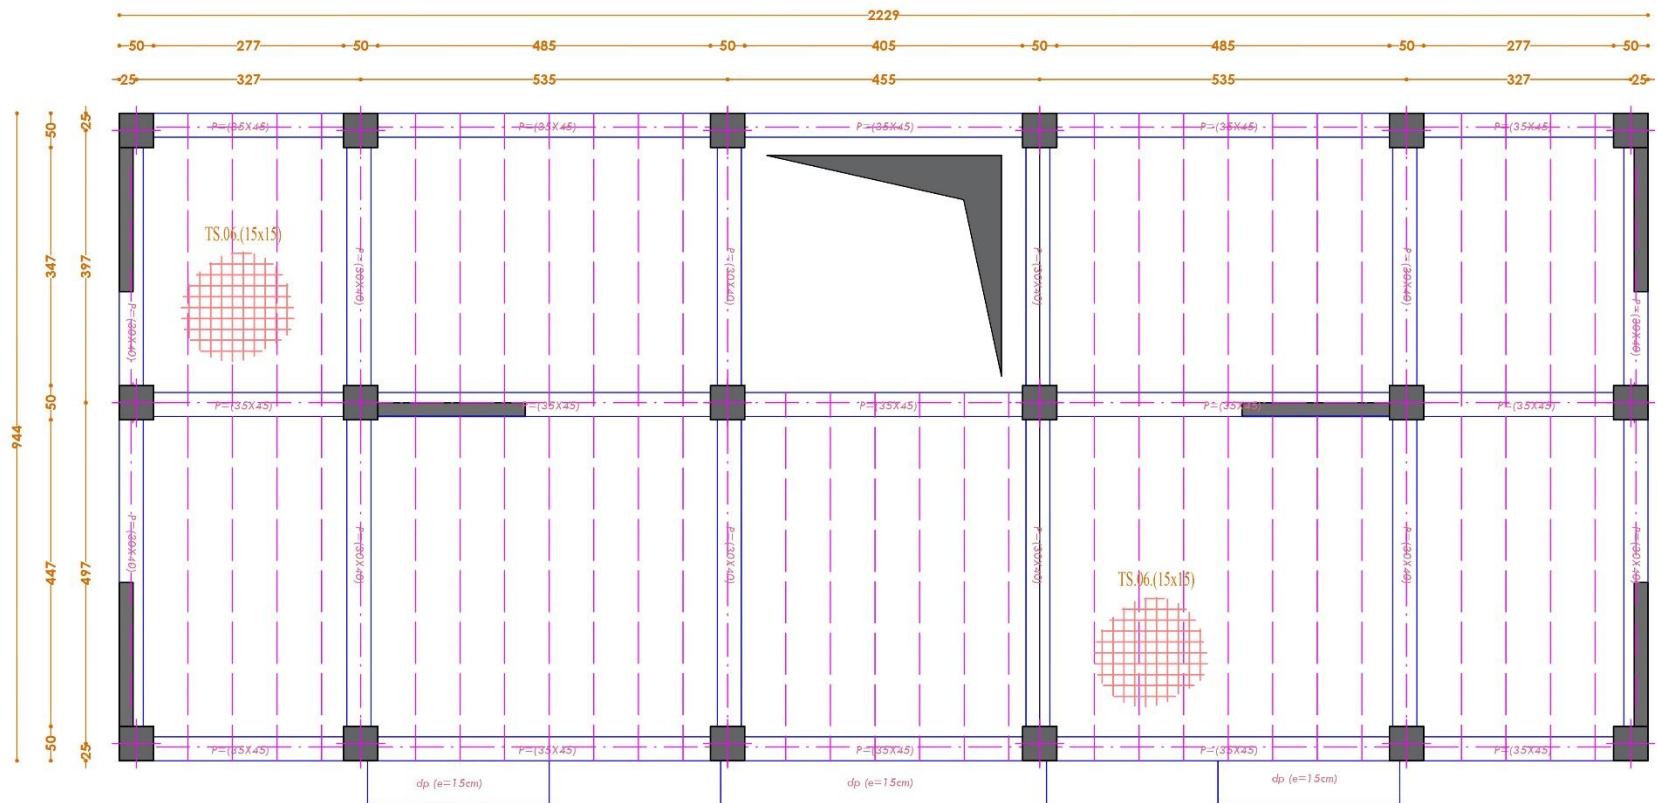 2229
50 277 50 485 50 405 50 485 50 277 50
25 327 535 455 535 327 25
P=(35X45) P=(35X45) P=(35X45) P=(35X45) P=(35X45)
50 25
TS.06.(15x15)
347 397
P=(30X40) P=(30X40) P=(30X40) P=(30X40)
P=(30X40) P=(30X40)
50
P=(35X45) P=(35X45) P=(35X45) P=(35X45) P=(35X45)
944
P=(30X40) P=(30X40) P=(30X40) P=(30X40) P=(30X40) P=(30X40)
447 497
TS.06.(15x15)
50 25
P=(35X45) P=(35X45) P=(35X45) P=(35X45) P=(35X45)
dp (e=15cm) dp (e=15cm) dp (e=15cm)